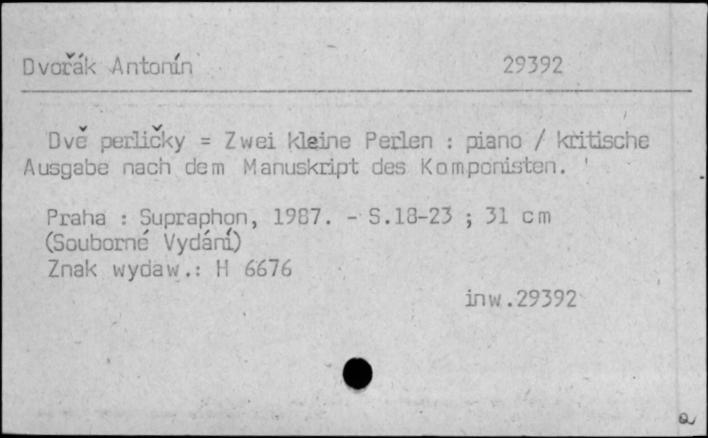 Dvořák Antonín 29392
Dvě perličky = Zwei kleine Perlen : piano / kritische
Ausgabe nach dem Manuskript des Komponisten.
Praha : Supraphon, 1987. - S.18-23 ; 31 cm
(Souborné Vydání)
Znak wydaw.: H 6676
inw.29392